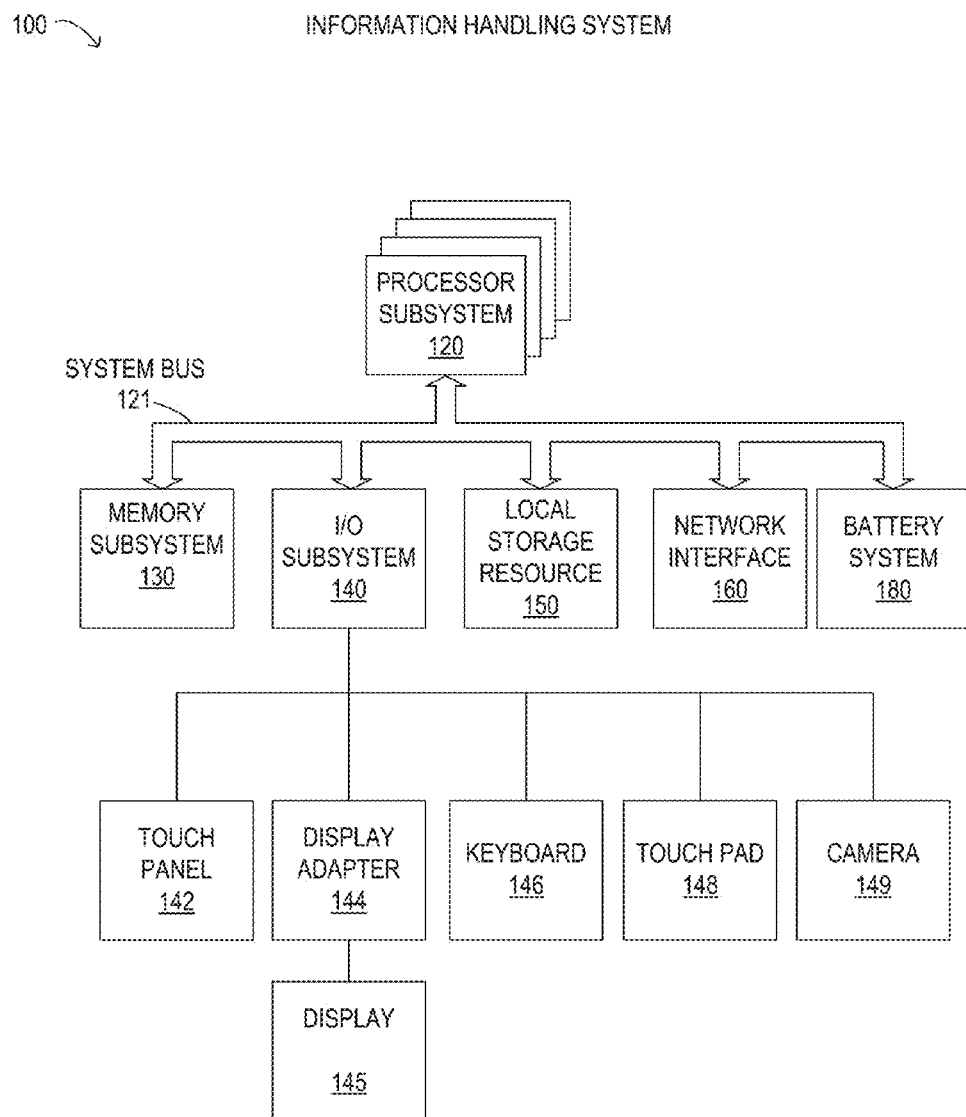 100
INFORMATION HANDLING SYSTEM
PROCESSOR
SUBSYSTEM
120
SYSTEM BUS
121
MEMORY
SUBSYSTEM
130
I/O
SUBSYSTEM
140
LOCAL
STORAGE
RESOURCE
150
NETWORK
INTERFACE
160
BATTERY
SYSTEM
180
TOUCH
PANEL
142
DISPLAY
ADAPTER
144
KEYBOARD
146
TOUCH PAD
148
CAMERA
149
DISPLAY
145